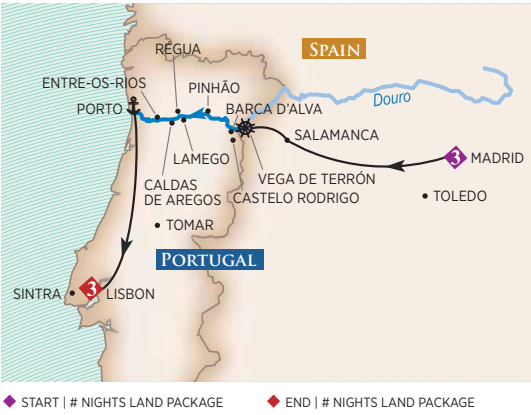 SPAIN
RÉGUA
ENTRE-OS-RIOS
PINHÃO
Douro
PORTO
BARCA D'ALVA
SALAMANCA
LAMEGO
3
MADRID
VEGA DE TERRÓN
CALDAS
DE AREGOS
CASTELO RODRIGO
TOLEDO
TOMAR
PORTUGAL
SINTRA
3
LISBON
START | # NIGHTS LAND PACKAGE
END | # NIGHTS LAND PACKAGE